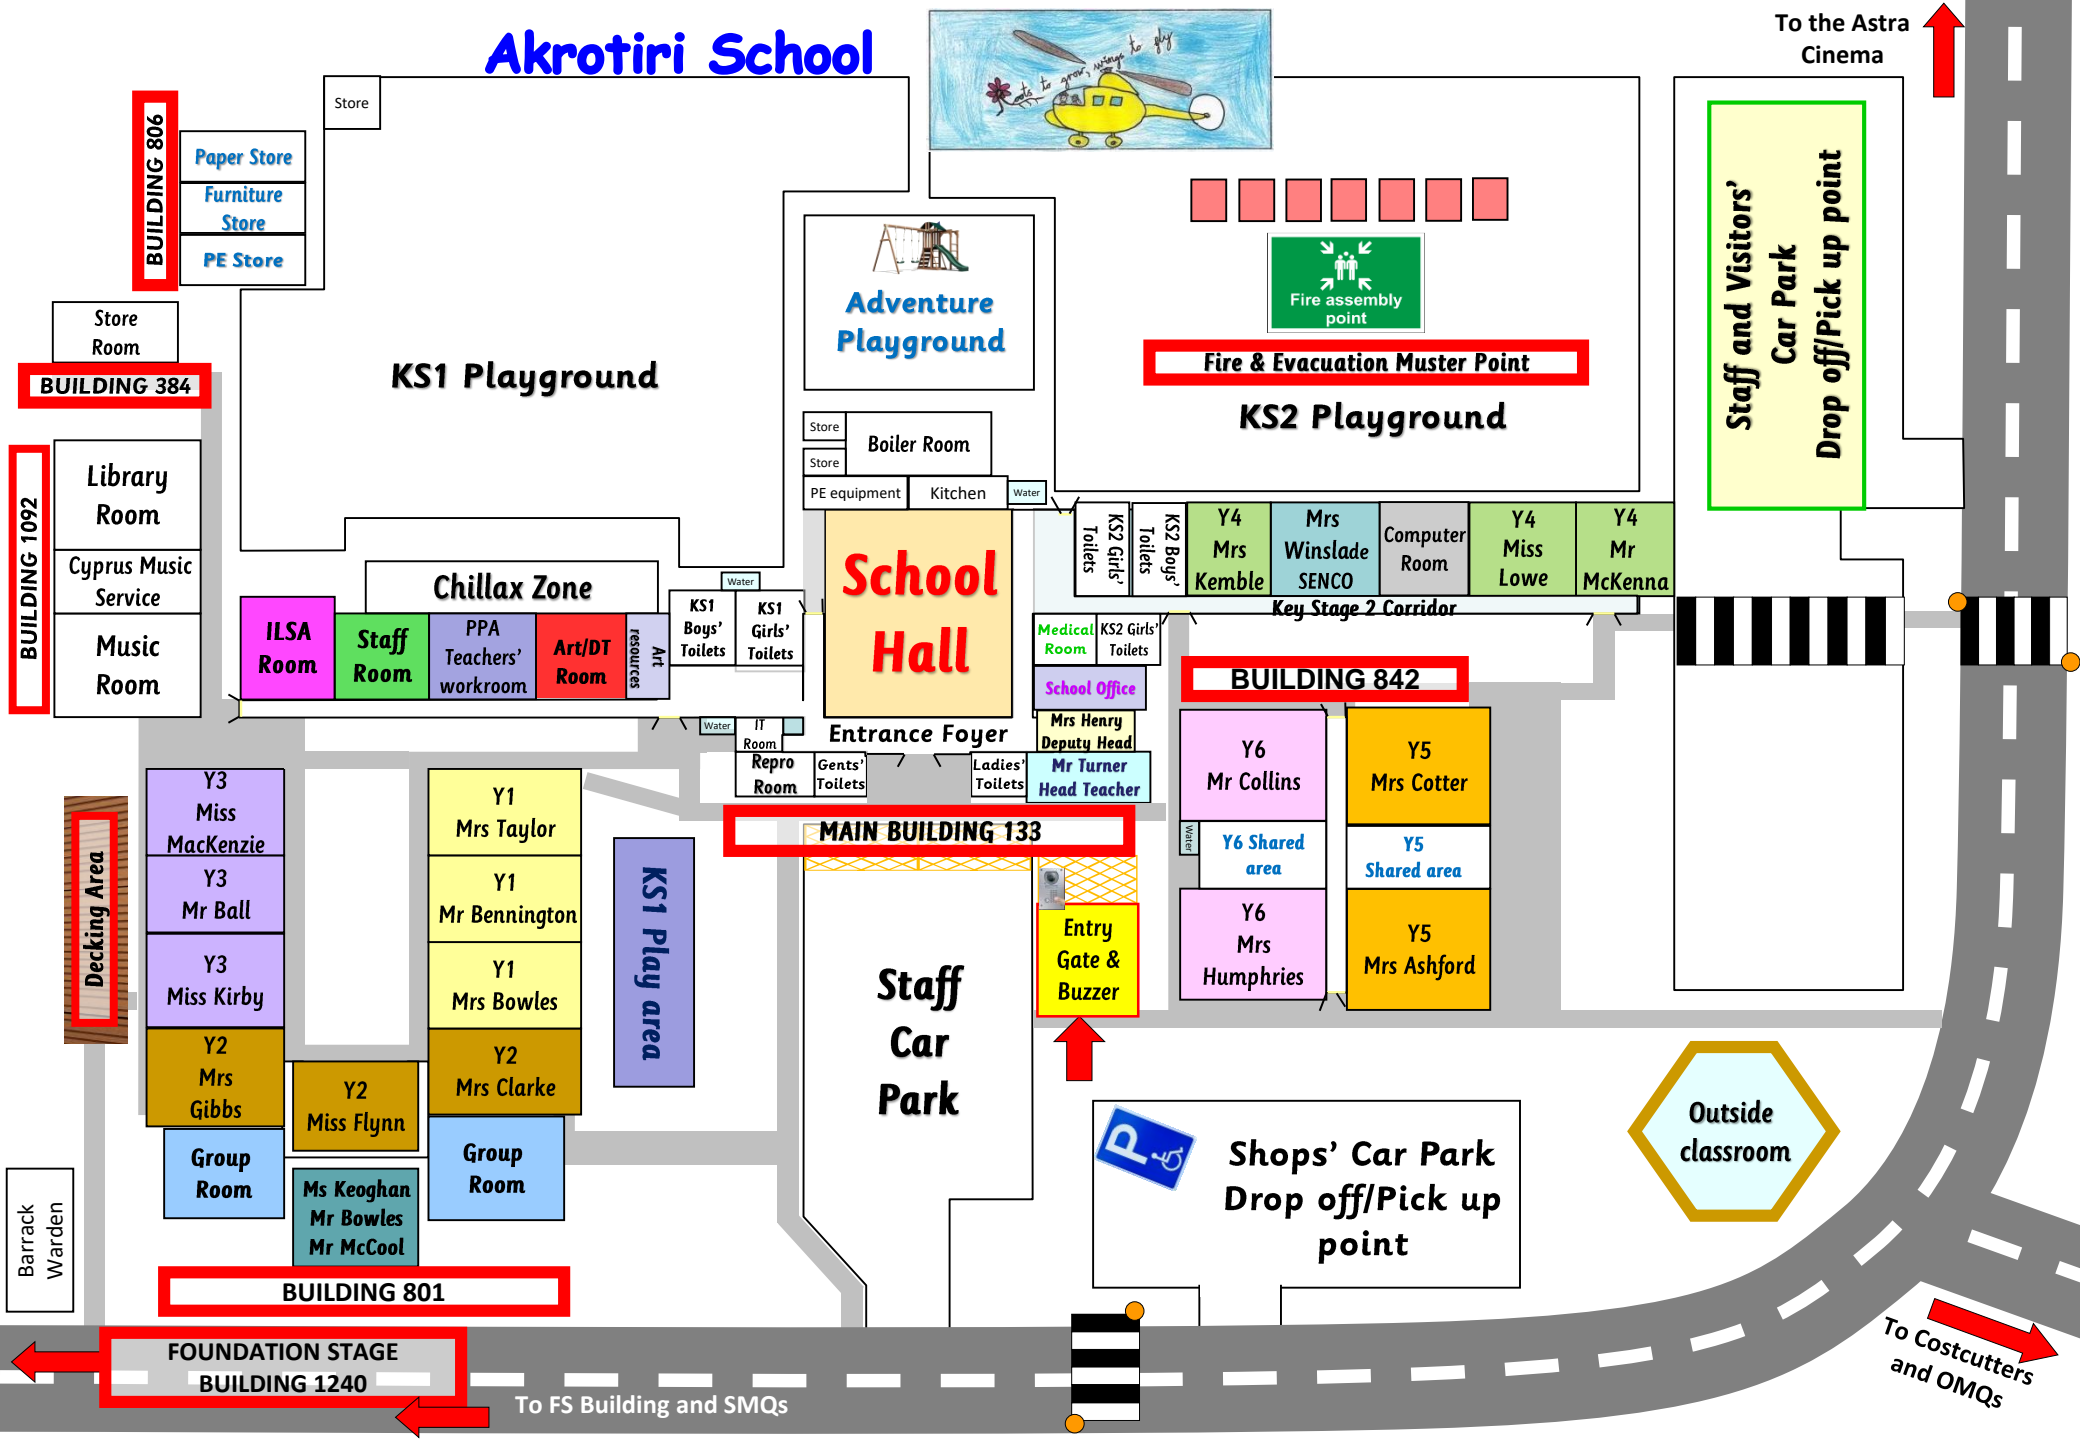 Akrotiri School
Roots to grow, wings to fly
To the Astra
Cinema
Store
BUILDING 806
Paper Store
Furniture
Store
PE Store
Store
Room
BUILDING 384
KS1 Playground
Adventure
Playground
Fire assembly
point
Fire & Evacuation Muster Point
KS2 Playground
Staff and Visitors'
Car Park
Drop off/Pick up point
BUILDING 1092
Library
Room
Cyprus Music
Service
Music
Room
Store
Store
Boiler Room
PE equipment
Kitchen
Water
School
Hall
Chillax Zone
Water
ILSA
Room
Staff
Room
PPA
Teachers'
workroom
Art/DT
Room
Art
resources
KS1
Boys'
Toilets
KS1
Girls'
Toilets
KS2 Girls'
Toilets
KS2 Boys'
Toilets
Y4
Mrs
Kemble
Mrs
Winslade
SENCO
Computer
Room
Y4
Miss
Lowe
Y4
Mr
McKenna
Key Stage 2 Corridor
Medical
Room
KS2 Girls'
Toilets
School Office
Mrs Henry
Deputy Head
Mr Turner
Head Teacher
Water
IT
Room
Repro
Room
Entrance Foyer
Gents'
Toilets
Ladies'
Toilets
MAIN BUILDING 133
BUILDING 842
Y6
Mr Collins
Y5
Mrs Cotter
Water
Y6 Shared
area
Y5
Shared area
Y6
Mrs
Humphries
Y5
Mrs Ashford
Decking Area
Y3
Miss
MacKenzie
Y3
Mr Ball
Y3
Miss Kirby
Y2
Mrs
Gibbs
Y1
Mrs Taylor
Y1
Mr Bennington
Y1
Mrs Bowles
Y2
Mrs Clarke
Y2
Miss Flynn
Group
Room
Group
Room
Ms Keoghan
Mr Bowles
Mr McCool
KS1 Play area
Staff
Car
Park
Entry
Gate &
Buzzer
P
Shops' Car Park
Drop off/Pick up
point
Outside
classroom
Barrack
Warden
BUILDING 801
FOUNDATION STAGE
BUILDING 1240
To FS Building and SMQs
To Costcutters
and OMQs